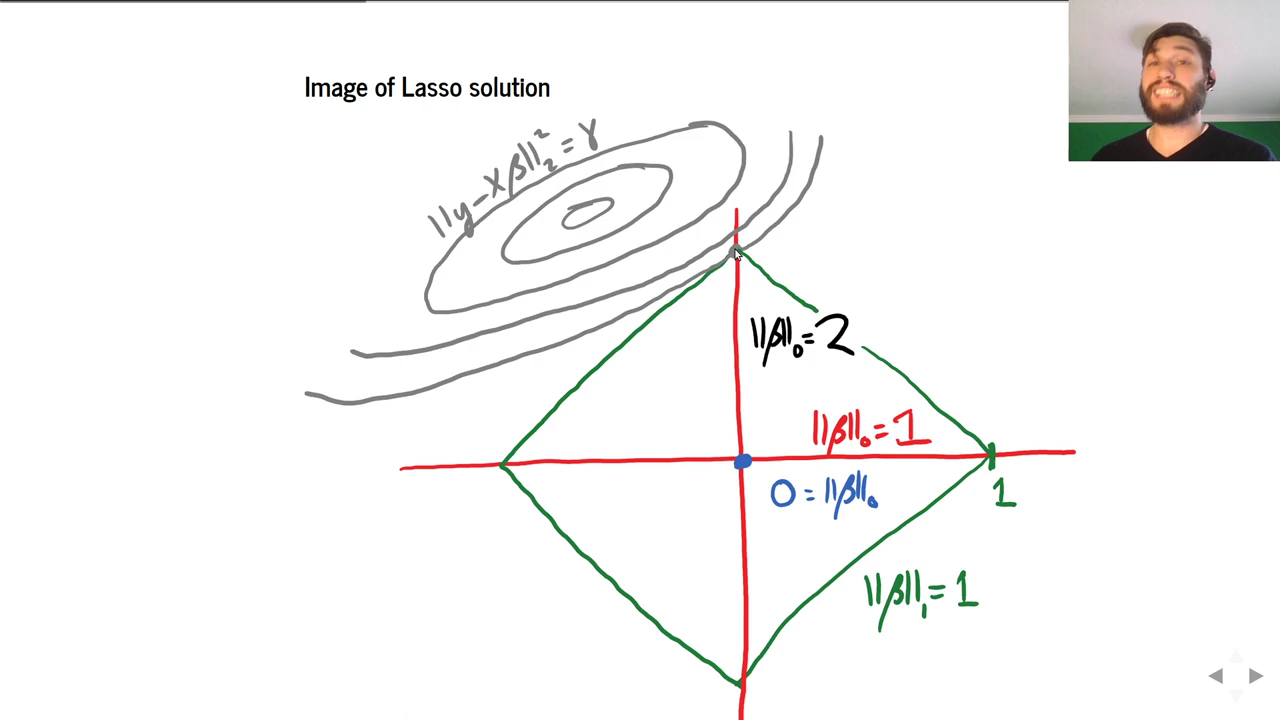 Image of Lasso solution
||y-Xβ||₂² = γ
||β||₀ = 2
||β||₀ = 1
0 = ||β||₀
1
||β||₁ = 1